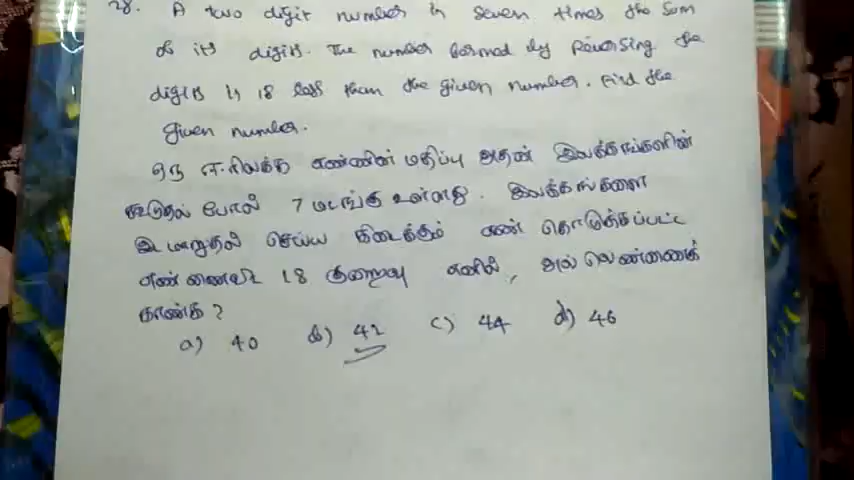 28. A two digit number is seven times the sum
of its digits. The number formed by reversing the
digits is 18 less than the given number. Find the
given number.
ஒரு ஈரிலக்க எண்ணின் மதிப்பு அதன் இலக்கங்களின்
கூடுதல் போல் 7 மடங்கு உள்ளது. இலக்கங்களை
இடமாறுதல் செய்ய கிடைக்கும் எண் தொடுக்கப்பட்ட
எண்ணைவிட 18 குறைவு எனில், அவ்வெண்ணைக்
காண்க?
a) 40 b) 42 c) 44 d) 46